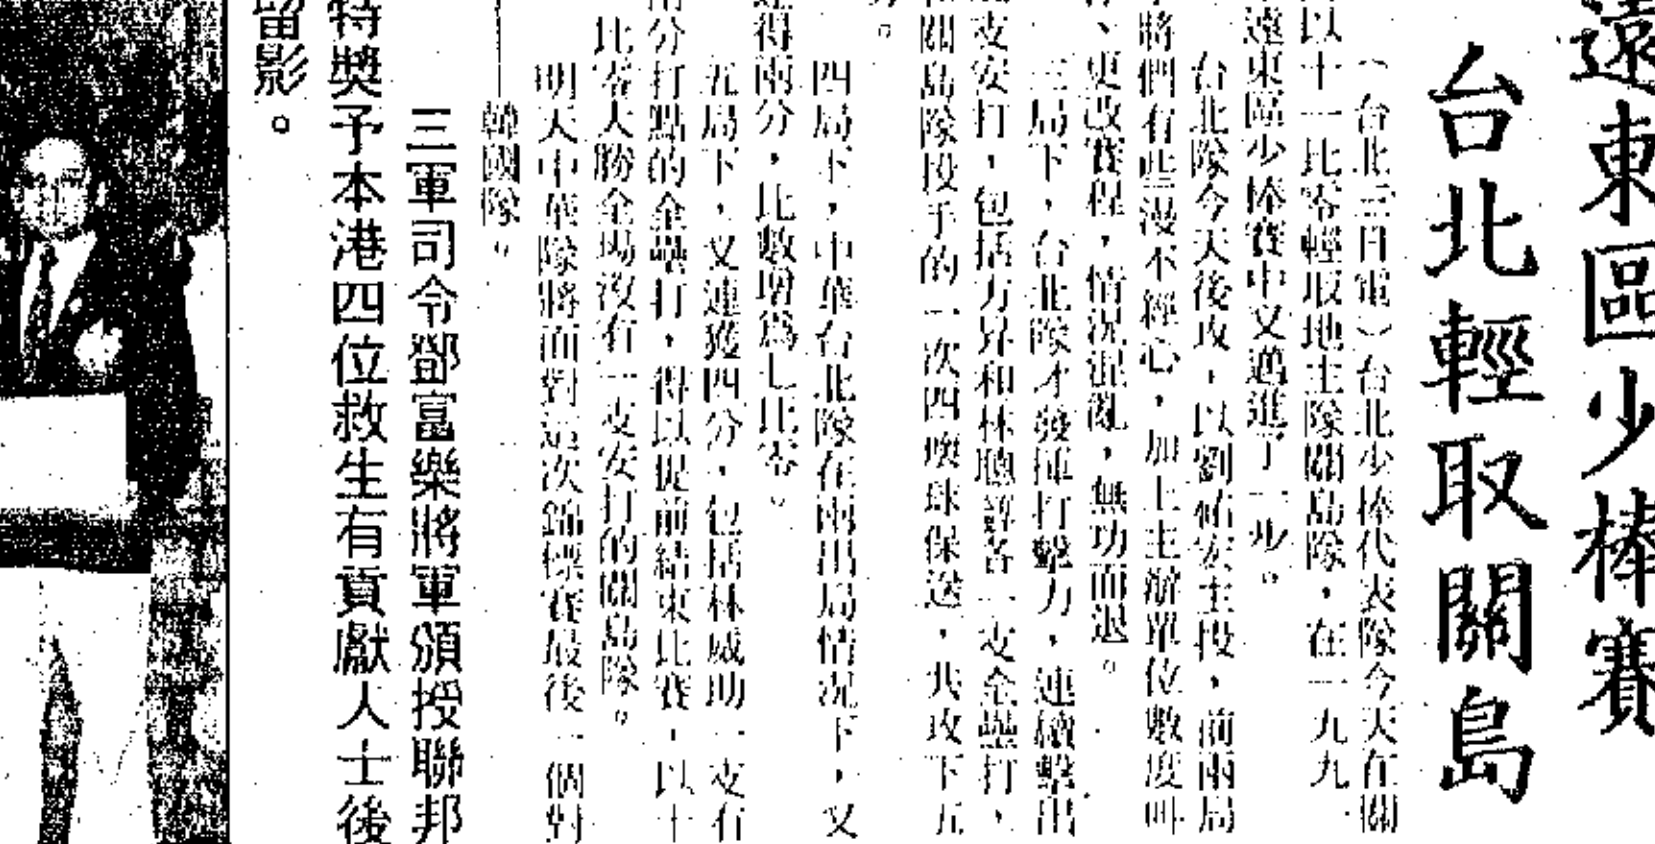 遠東區少棒賽
台北輕取關島
（台北三日電）台北少棒代表隊今天在關
以十一比零輕取地主隊關島隊，在一九九
遠東區少棒賽中又邁進了一步。
台北隊今天後攻，以劉 宏主投，前兩局
將們有些漫不經心，加上主辦單位數度叫
、更改賽程，情況混亂，無功而退。
三局下，台北隊才發揮打擊力，連續擊出
支安打，包括方昇和林聰 各一支全壘打，
和關島隊投手的一次四壞球保送，共攻下五
。
四局下，中華台北隊在兩出局情況下，又
連得兩分，比數增為七比零。
五局下，又連獲四分，包括林威助一支有
兩分打點的全壘打，得以提前結束比賽，以十
比零大勝全場沒有一支安打的關島隊。
明天中華隊將面對這次錦標賽最後一個對
——韓國隊。
三軍司令鄧富樂將軍頒授聯邦
特獎予本港四位救生有貢獻人士後
留影。